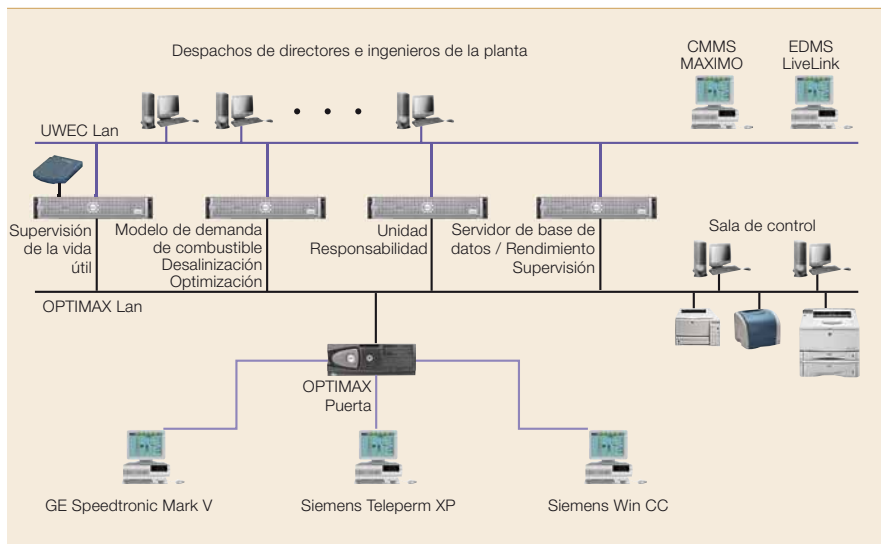 Despachos de directores e ingenieros de la planta
CMMS
MAXIMO
EDMS
LiveLink
UWEC Lan
Supervisión
de la vida
útil
Modelo de demanda
de combustible
Desalinización
Optimización
Unidad
Responsabilidad
Servidor de base de
datos / Rendimiento
Supervisión
Sala de control
OPTIMAX Lan
OPTIMAX
Puerta
GE Speedtronic Mark V
Siemens Teleperm XP
Siemens Win CC